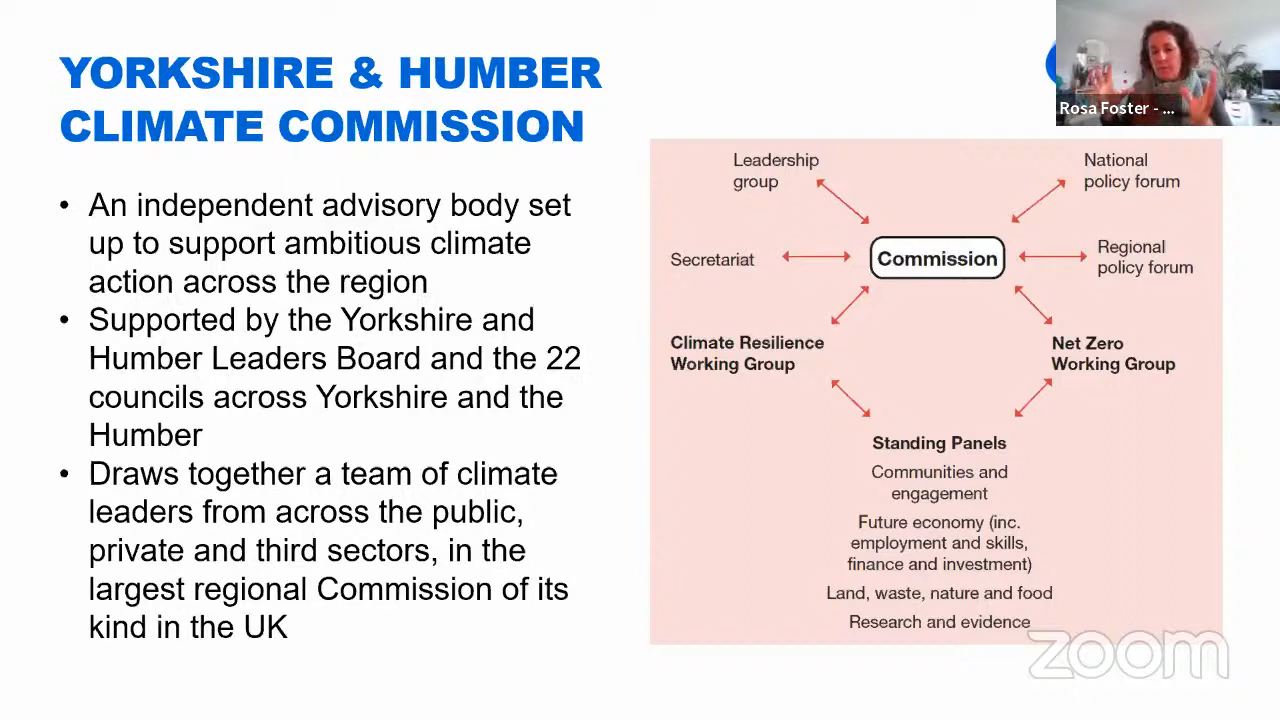 YORKSHIRE & HUMBER
CLIMATE COMMISSION
• An independent advisory body set
up to support ambitious climate
action across the region
• Supported by the Yorkshire and
Humber Leaders Board and the 22
councils across Yorkshire and the
Humber
• Draws together a team of climate
leaders from across the public,
private and third sectors, in the
largest regional Commission of its
kind in the UK
Rosa Foster - ...
Leadership
group
National
policy forum
Secretariat
Commission
Regional
policy forum
Climate Resilience
Working Group
Net Zero
Working Group
Standing Panels
Communities and
engagement
Future economy (inc.
employment and skills,
finance and investment)
Land, waste, nature and food
Research and evidence
zoom